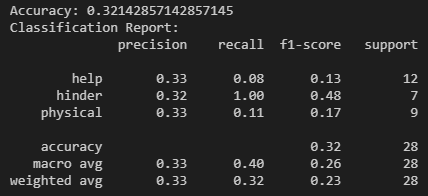 Accuracy: 0.32142857142857145
Classification Report:
precision recall f1-score support
help 0.33 0.08 0.13 12
hinder 0.32 1.00 0.48 7
physical 0.33 0.11 0.17 9
accuracy 0.32 28
macro avg 0.33 0.40 0.26 28
weighted avg 0.33 0.32 0.23 28